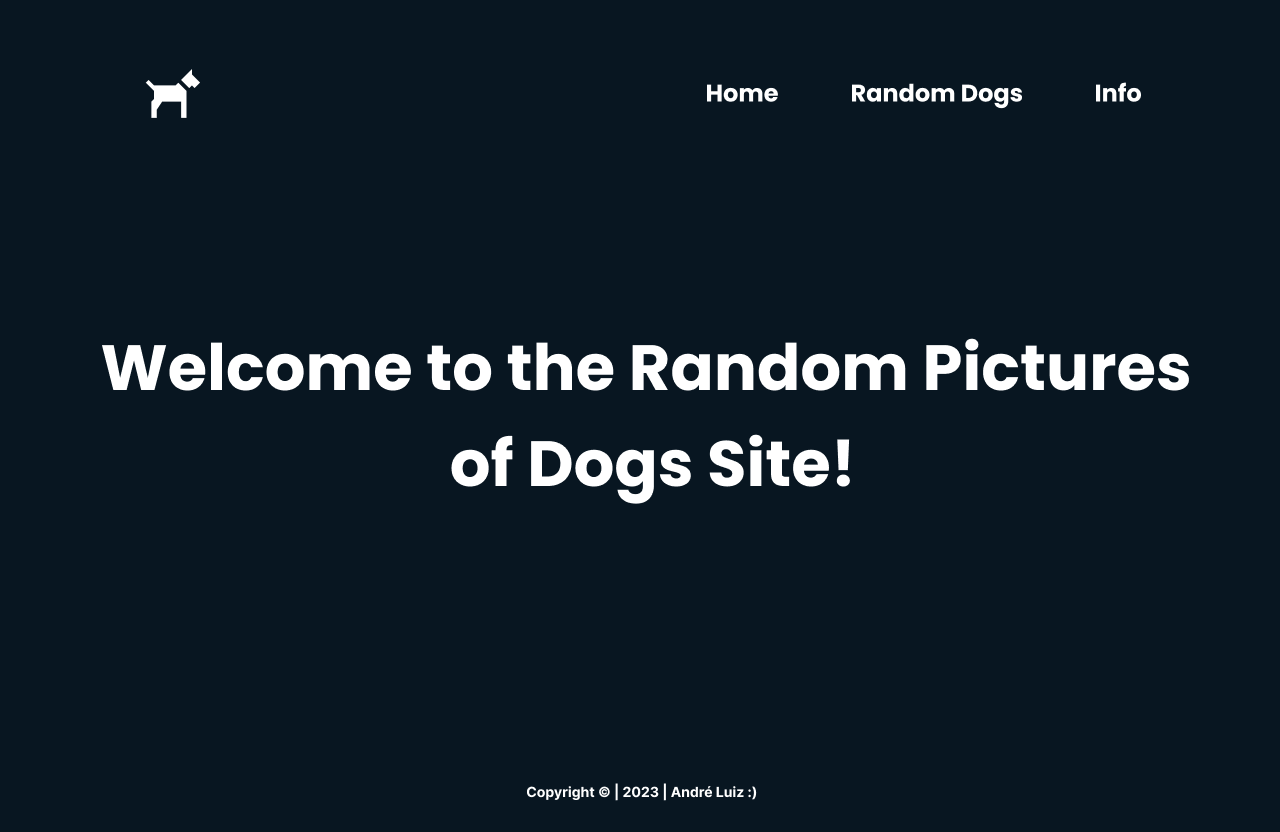 Home Random Dogs Info
Welcome to the Random Pictures
of Dogs Site!
Copyright © | 2023 | André Luiz :)